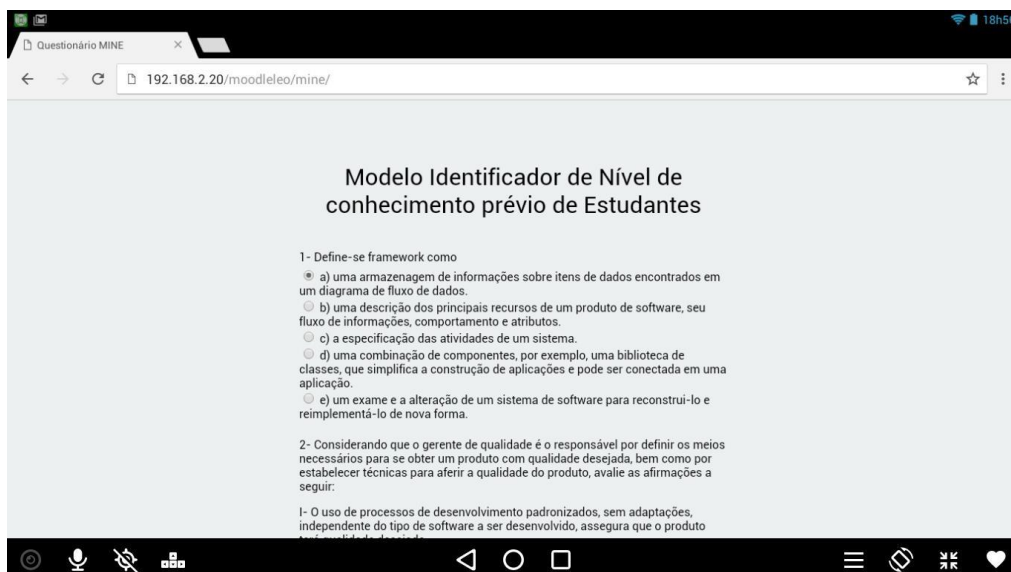 18h50
Questionário MINE
192.168.2.20/moodleleo/mine/
Modelo Identificador de Nível de
conhecimento prévio de Estudantes
1- Define-se framework como
a) uma armazenagem de informações sobre itens de dados encontrados em
um diagrama de fluxo de dados.
b) uma descrição dos principais recursos de um produto de software, seu
fluxo de informações, comportamento e atributos.
c) a especificação das atividades de um sistema.
d) uma combinação de componentes, por exemplo, uma biblioteca de
classes, que simplifica a construção de aplicações e pode ser conectada em uma
aplicação.
e) um exame e a alteração de um sistema de software para reconstrui-lo e
reimplementá-lo de nova forma.
2- Considerando que o gerente de qualidade é o responsável por definir os meios
necessários para se obter um produto com qualidade desejada, bem como por
estabelecer técnicas para aferir a qualidade do produto, avalie as afirmações a
seguir:
I- O uso de processos de desenvolvimento padronizados, sem adaptações,
independente do tipo de software a ser desenvolvido, assegura que o produto